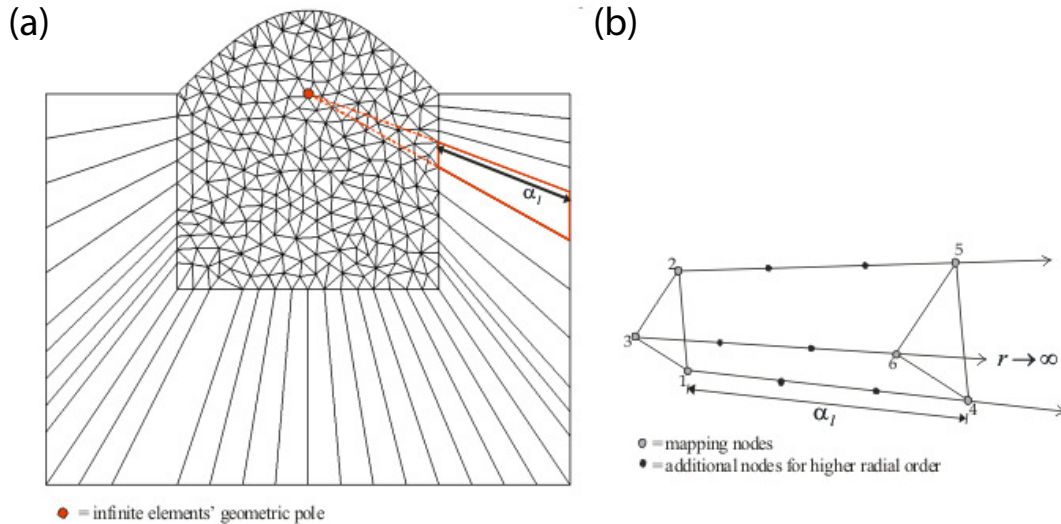 (a)
(b)
α_l
= infinite elements' geometric pole
2
5
3
6
r → ∞
1
4
α_l
=mapping nodes
=additional nodes for higher radial order